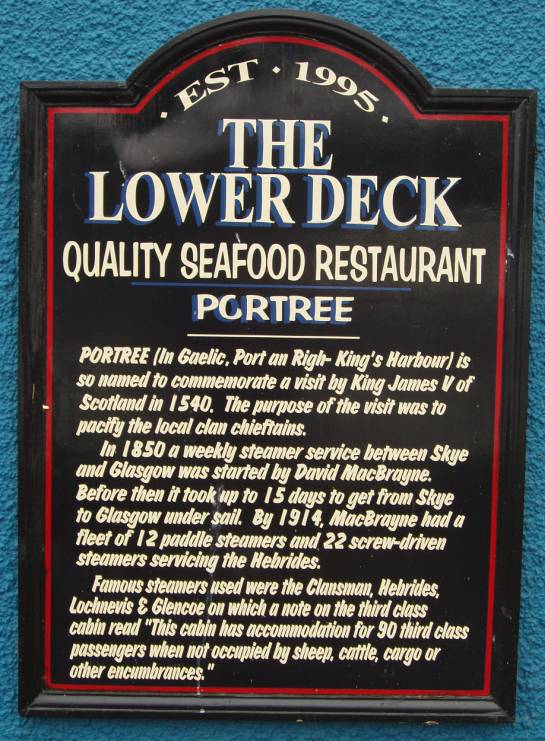 · EST · 1995 ·
THE
LOWER DECK
QUALITY SEAFOOD RESTAURANT
PORTREE
PORTREE (In Gaelic, Port an Righ- King's Harbour) is
so named to commemorate a visit by King James V of
Scotland in 1540. The purpose of the visit was to
pacify the local clan chieftains.
In 1850 a weekly steamer service between Skye
and Glasgow was started by David MacBrayne.
Before then it took up to 15 days to get from Skye
to Glasgow under sail. By 1914, MacBrayne had a
fleet of 12 paddle steamers and 22 screw-driven
steamers servicing the Hebrides.
Famous steamers used were the Clansman, Hebrides,
Lochnevis & Glencoe on which a note on the third class
cabin read "This cabin has accommodation for 90 third class
passengers when not occupied by sheep, cattle, cargo or
other encumbrances."